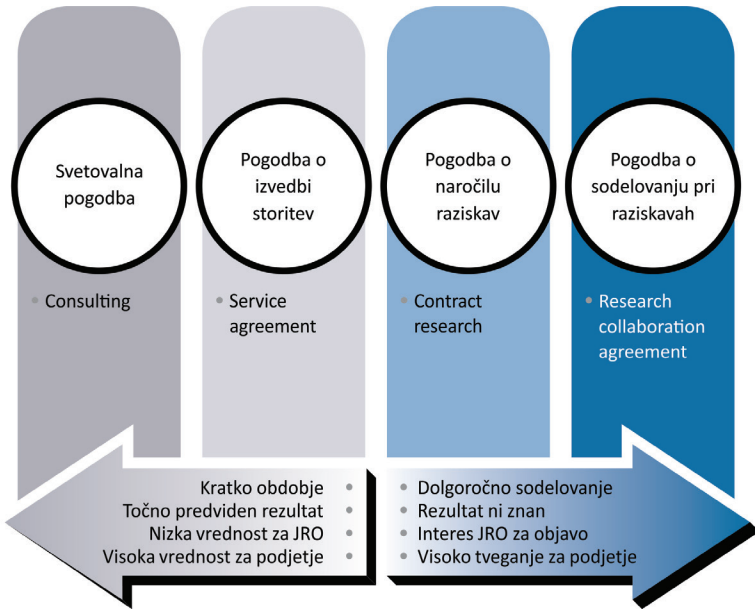 Svetovalna
pogodba
Pogodba o
izvedbi
storitev
Pogodba o
naročilu
raziskav
Pogodba o
sodelovanju pri
raziskavah
• Consulting
• Service
agreement
• Contract
research
• Research
collaboration
agreement
Kratko obdobje •
Točno predviden rezultat •
Nizka vrednost za JRO •
Visoka vrednost za podjetje •
• Dolgoročno sodelovanje
• Rezultat ni znan
• Interes JRO za objavo
• Visoko tveganje za podjetje